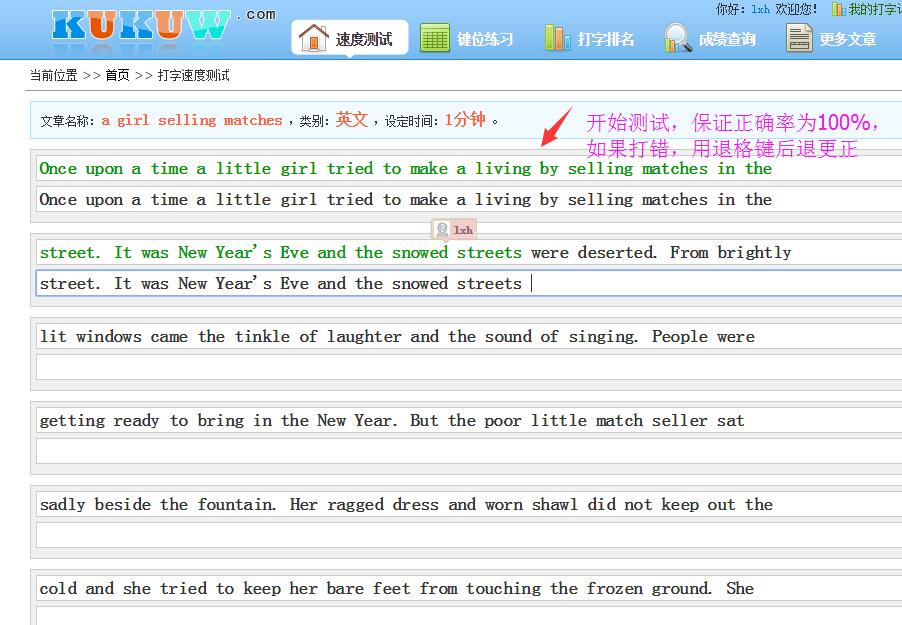 KUKUW.com
你好：lxh 欢迎您！ 我的打字
速度测试 键位练习 打字排名 成绩查询 更多文章
当前位置 >> 首页 >> 打字速度测试
文章名称：a girl selling matches ，类别：英文 ，设定时间：1分钟 。
开始测试，保证正确率为100%，
如果打错，用退格键后退更正
Once upon a time a little girl tried to make a living by selling matches in the
Once upon a time a little girl tried to make a living by selling matches in the
lxh
street. It was New Year's Eve and the snowed streets were deserted. From brightly
street. It was New Year's Eve and the snowed streets
lit windows came the tinkle of laughter and the sound of singing. People were
getting ready to bring in the New Year. But the poor little match seller sat
sadly beside the fountain. Her ragged dress and worn shawl did not keep out the
cold and she tried to keep her bare feet from touching the frozen ground. She